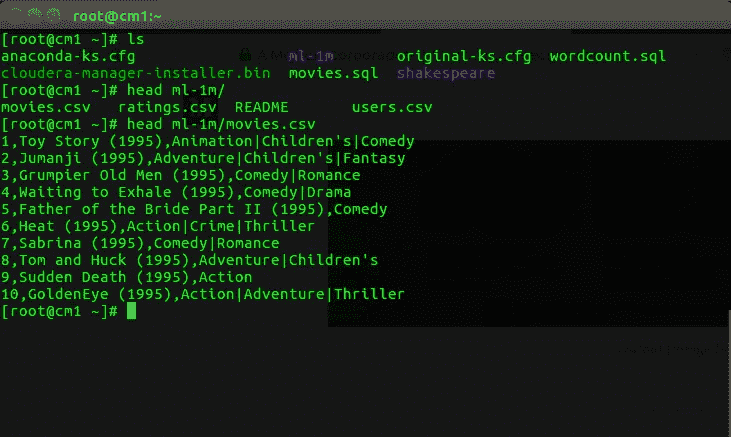 root@cm1:~
[root@cm1 ~]# ls
anaconda-ks.cfg ml-1m original-ks.cfg wordcount.sql
cloudera-manager-installer.bin movies.sql shakespeare
[root@cm1 ~]# head ml-1m/
movies.csv ratings.csv README users.csv
[root@cm1 ~]# head ml-1m/movies.csv
1,Toy Story (1995),Animation|Children's|Comedy
2,Jumanji (1995),Adventure|Children's|Fantasy
3,Grumpier Old Men (1995),Comedy|Romance
4,Waiting to Exhale (1995),Comedy|Drama
5,Father of the Bride Part II (1995),Comedy
6,Heat (1995),Action|Crime|Thriller
7,Sabrina (1995),Comedy|Romance
8,Tom and Huck (1995),Adventure|Children's
9,Sudden Death (1995),Action
10,GoldenEye (1995),Action|Adventure|Thriller
[root@cm1 ~]#